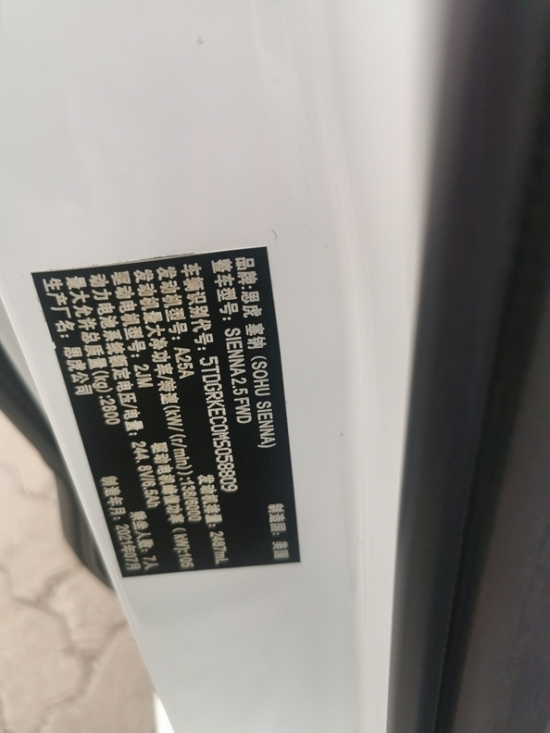 品牌:思虎 塞纳 (SOHU SIENNA) 制造国: 美国
整车型号: SIENNA 2.5 FWD
车辆识别代号: 5TDGRKEC0MS058809
发动机型号: A25A 发动机排量: 2487mL
发动机最大净功率/转速(kW/(r/min)):138/6000
驱动电机型号: 2JM 驱动电机峰值功率 (kW):105
动力电池系统额定电压/电量: 244.8V/6.5Ah
最大允许总质量(kg):2800 乘坐人数: 7人
生产厂名: 思虎公司 制造年月: 2021年07月